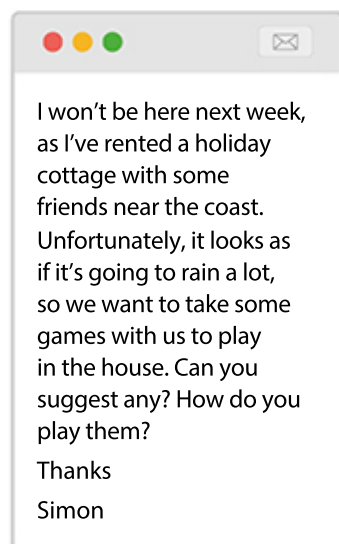 I won’t be here next week,
as I’ve rented a holiday
cottage with some
friends near the coast.
Unfortunately, it looks as
if it’s going to rain a lot,
so we want to take some
games with us to play
in the house. Can you
suggest any? How do you
play them?
Thanks
Simon